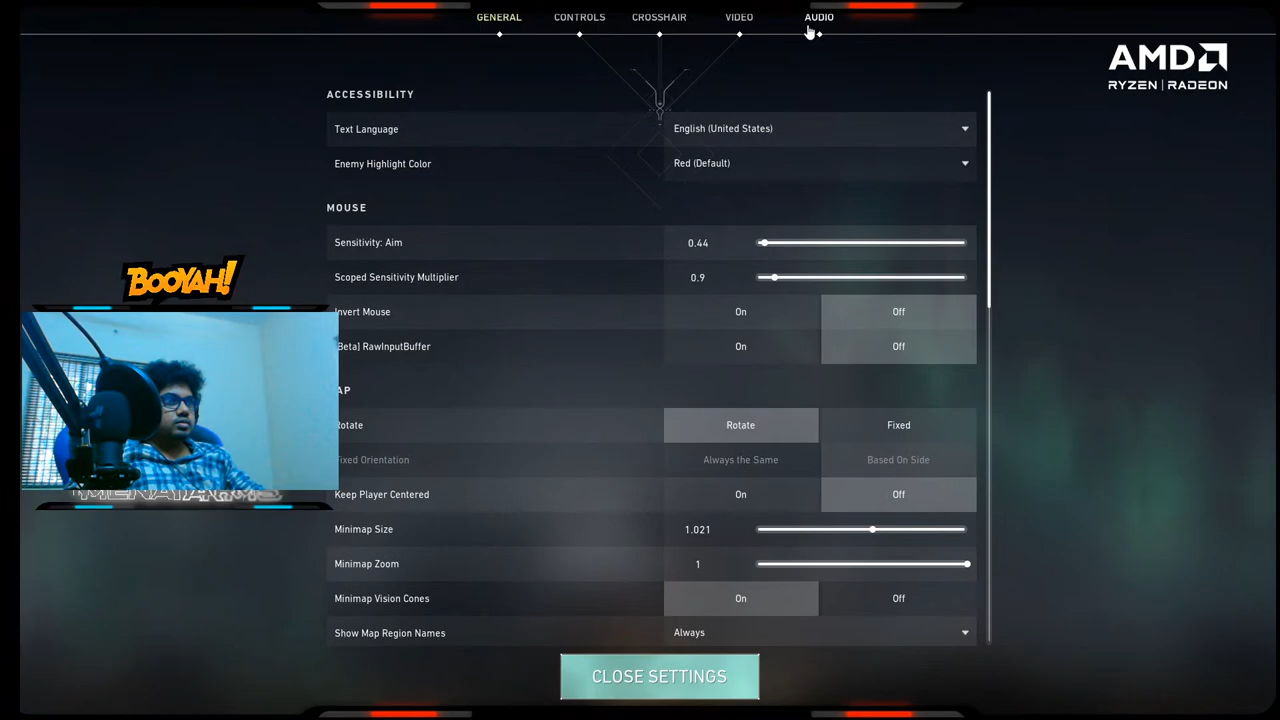 GENERAL CONTROLS CROSSHAIR VIDEO AUDIO
AMD
RYZEN | RADEON
ACCESSIBILITY
Text Language English (United States)
Enemy Highlight Color Red (Default)
MOUSE
Sensitivity: Aim 0.44
Scoped Sensitivity Multiplier 0.9
BOOYAH!
Invert Mouse On Off
Beta] RawInputBuffer On Off
AP
Rotate Rotate Fixed
Fixed Orientation Always the Same Based On Side
Keep Player Centered On Off
Minimap Size 1.021
Minimap Zoom 1
Minimap Vision Cones On Off
Show Map Region Names Always
CLOSE SETTINGS